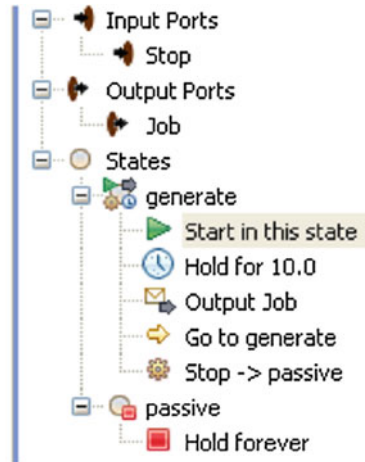 Input Ports
Stop
Output Ports
Job
States
generate
Start in this state
Hold for 10.0
Output Job
Go to generate
Stop -> passive
passive
Hold forever